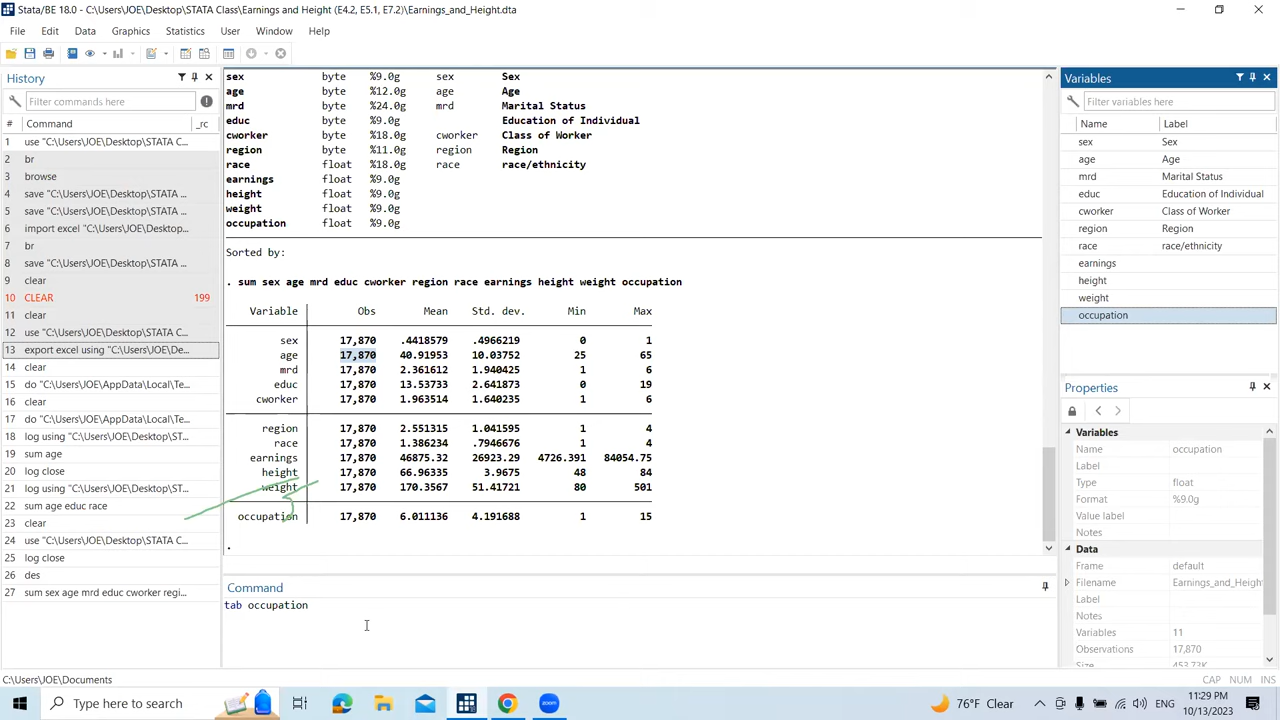 Stata/BE 18.0 - C:\Users\JOE\Desktop\STATA Class\Earnings and Height (E4.2, E5.1, E7.2)\Earnings_and_Height.dta
File Edit Data Graphics Statistics User Window Help
History
Filter commands here
# Command _rc
1 use "C:\Users\JOE\Desktop\STATA C...
2 br
3 browse
4 save "C:\Users\JOE\Desktop\STATA ...
5 save "C:\Users\JOE\Desktop\STATA ...
6 import excel "C:\Users\JOE\Desktop...
7 br
8 save "C:\Users\JOE\Desktop\STATA ...
9 clear
10 CLEAR 199
11 clear
12 use "C:\Users\JOE\Desktop\STATA C...
13 export excel using "C:\Users\JOE\De...
14 clear
15 do "C:\Users\JOE\AppData\Local\Te...
16 clear
17 do "C:\Users\JOE\AppData\Local\Te...
18 log using "C:\Users\JOE\Desktop\ST...
19 sum age
20 log close
21 log using "C:\Users\JOE\Desktop\ST...
22 sum age educ race
23 clear
24 use "C:\Users\JOE\Desktop\STATA C...
25 log close
26 des
27 sum sex age mrd educ cworker regi...
sex byte %9.0g sex Sex
age byte %12.0g age Age
mrd byte %24.0g mrd Marital Status
educ byte %9.0g Education of Individual
cworker byte %18.0g cworker Class of Worker
region byte %11.0g region Region
race float %18.0g race race/ethnicity
earnings float %9.0g
height float %9.0g
weight float %9.0g
occupation float %9.0g
Sorted by:
. sum sex age mrd educ cworker region race earnings height weight occupation
Variable Obs Mean Std. dev. Min Max
sex 17,870 .4418579 .4966219 0 1
age 17,870 40.91953 10.03752 25 65
mrd 17,870 2.361612 1.940425 1 6
educ 17,870 13.53733 2.641873 0 19
cworker 17,870 1.963514 1.640235 1 6
region 17,870 2.551315 1.041595 1 4
race 17,870 1.386234 .7946676 1 4
earnings 17,870 46875.32 26923.29 4726.391 84054.75
height 17,870 66.96335 3.9675 48 84
weight 17,870 170.3567 51.41721 80 501
occupation 17,870 6.011136 4.191688 1 15
.
Command
tab occupation
Variables
Filter variables here
Name Label
sex Sex
age Age
mrd Marital Status
educ Education of Individual
cworker Class of Worker
region Region
race race/ethnicity
earnings
height
weight
occupation
Properties
Variables
Name occupation
Label
Type float
Format %9.0g
Value label
Notes
Data
Frame default
Filename Earnings_and_Height
Label
Notes
Variables 11
Observations 17,870
Size 453.73K
C:\Users\JOE\Documents
CAP NUM INS
Type here to search
zoom
76°F Clear
ENG
11:29 PM
10/13/2023